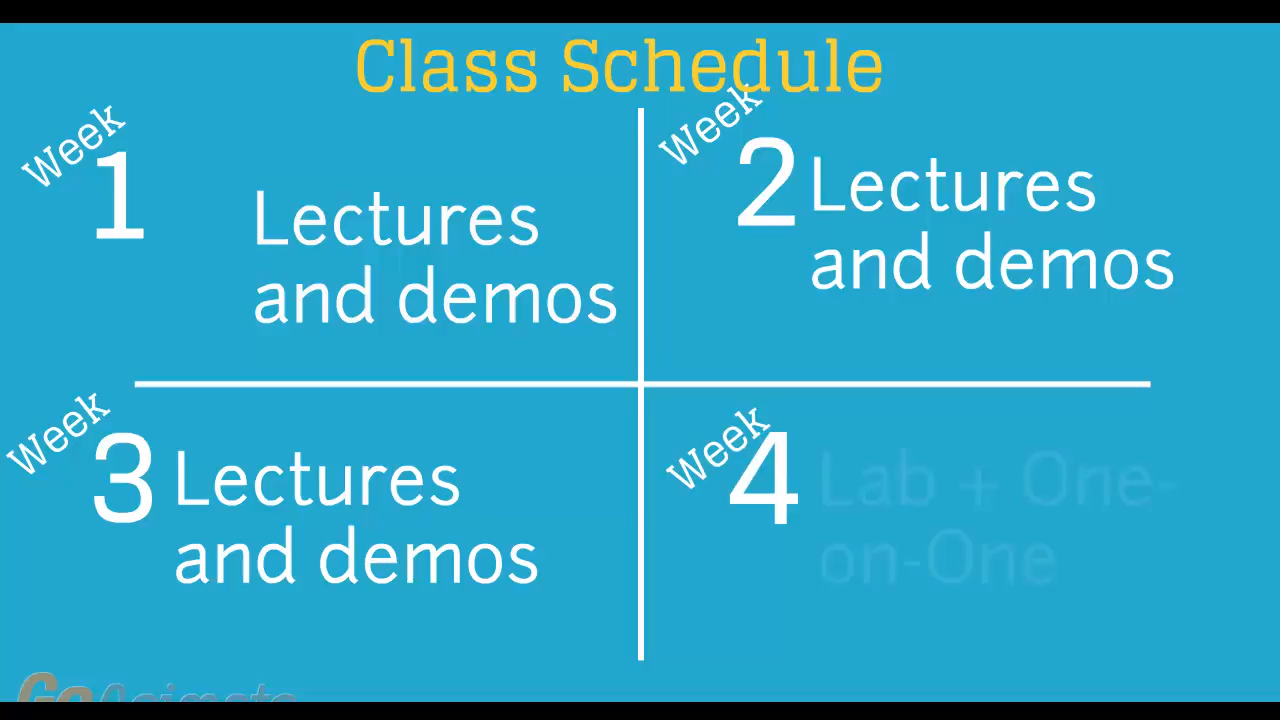 Class Schedule
Week
1
Lectures
and demos
Week
2
Lectures
and demos
Week
3
Lectures
and demos
Week
4
Lab + One-
on-One
GoAnimate